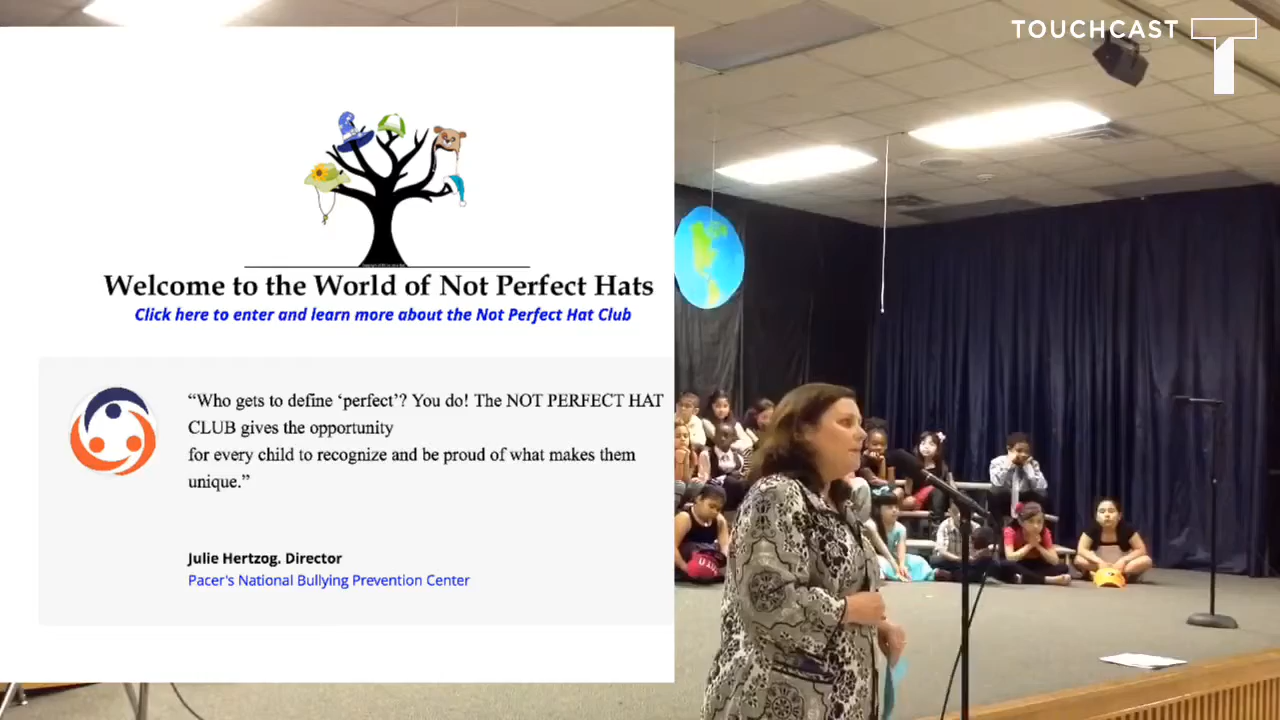 TOUCHCAST
Welcome to the World of Not Perfect Hats
Click here to enter and learn more about the Not Perfect Hat Club
“Who gets to define ‘perfect’? You do! The NOT PERFECT HAT
CLUB gives the opportunity
for every child to recognize and be proud of what makes them
unique.”
Julie Hertzog, Director
Pacer's National Bullying Prevention Center